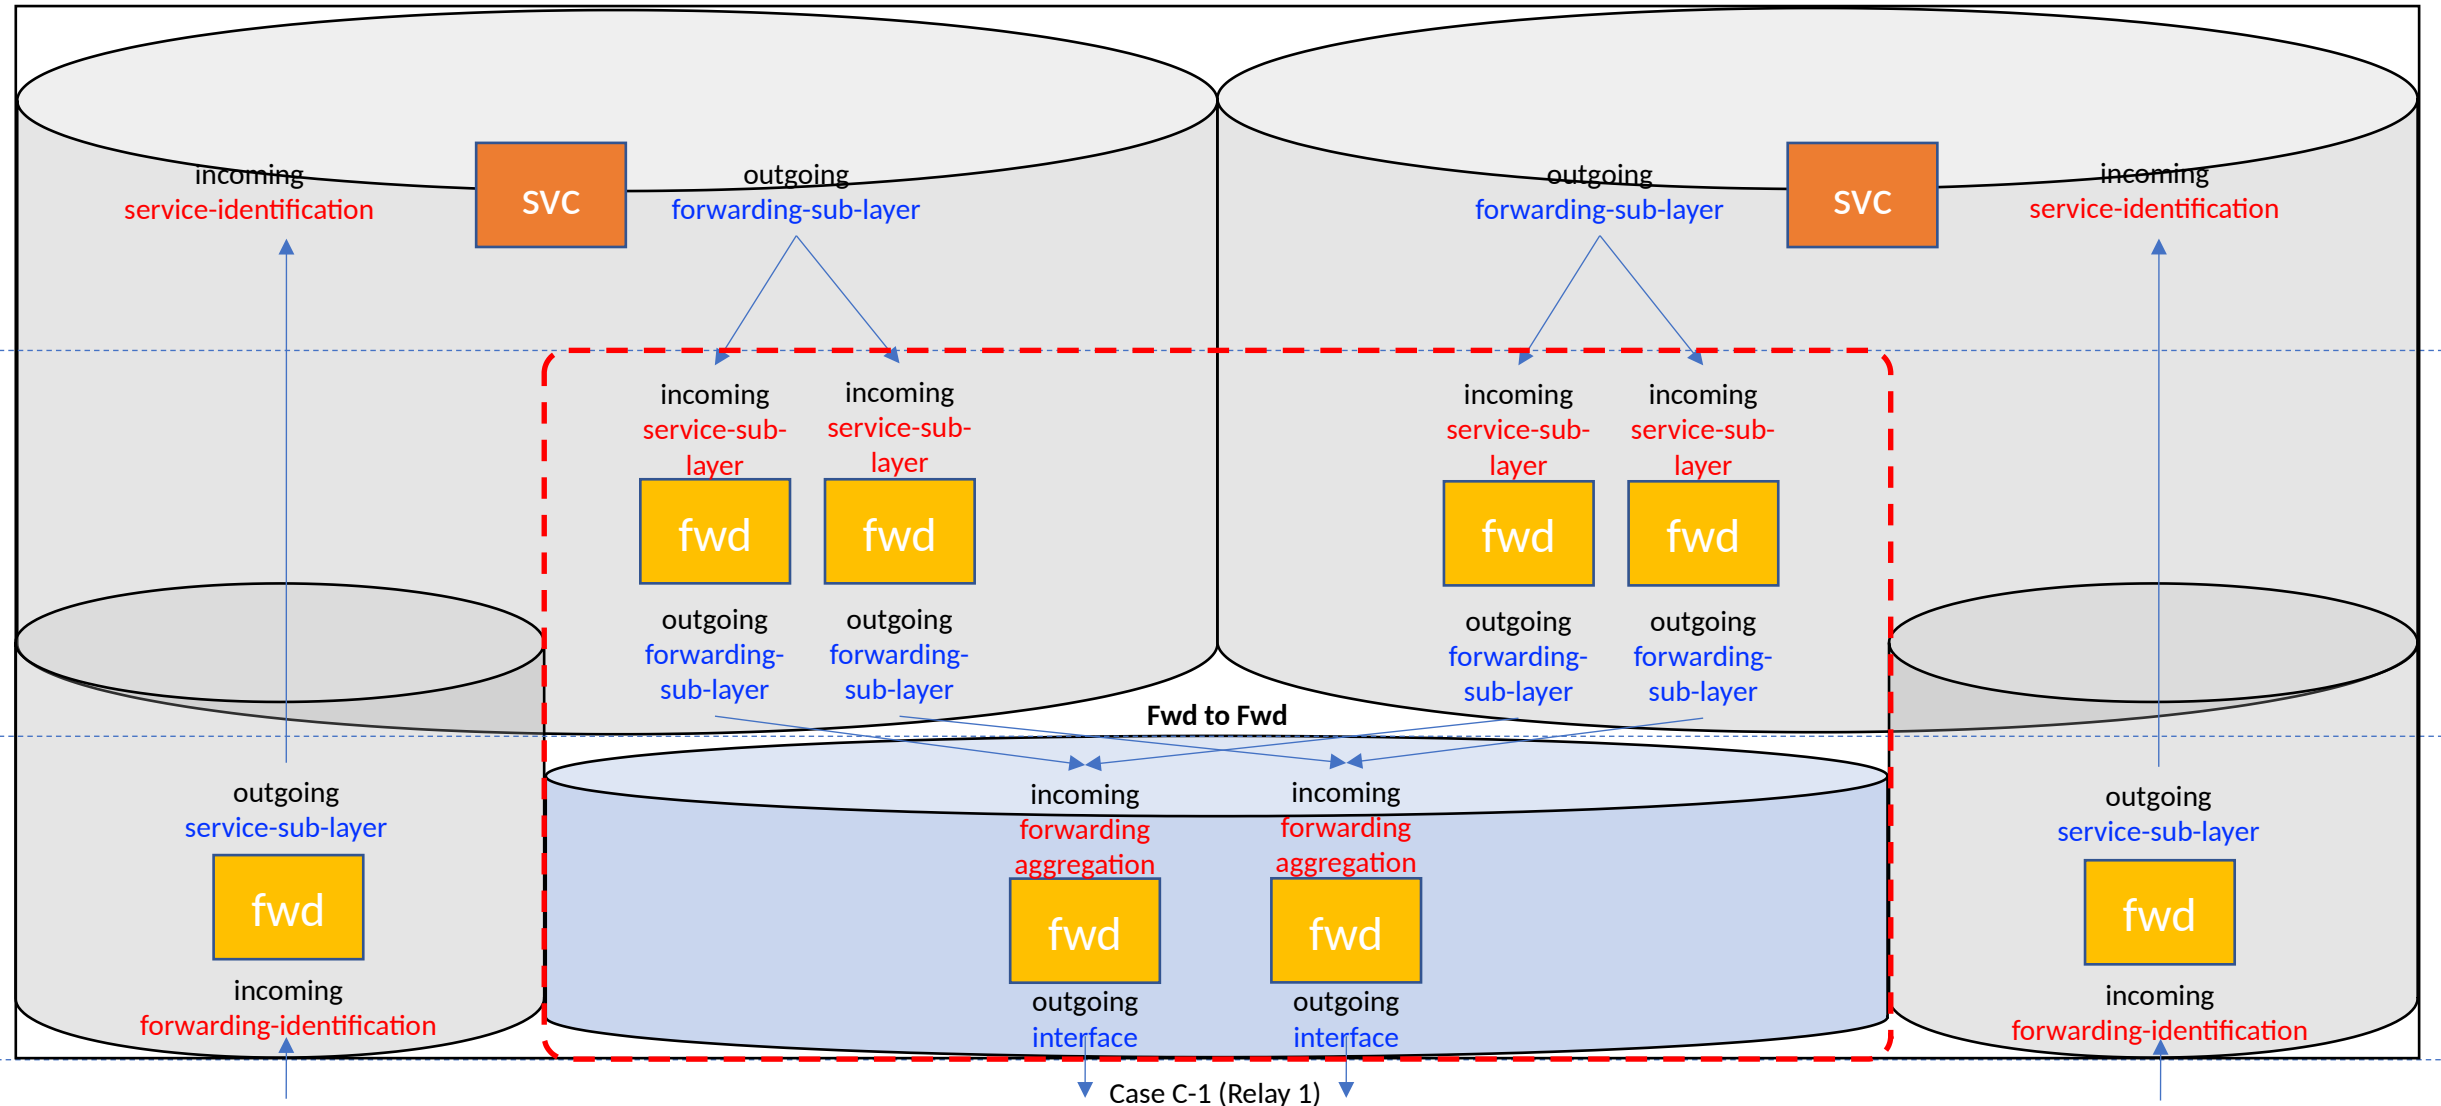 incoming
service-identification
svc
outgoing
forwarding-sub-layer
outgoing
forwarding-sub-layer
svc
incoming
service-identification
incoming
service-sub-
layer
fwd
outgoing
forwarding-
sub-layer
incoming
service-sub-
layer
fwd
outgoing
forwarding-
sub-layer
incoming
service-sub-
layer
fwd
outgoing
forwarding-
sub-layer
incoming
service-sub-
layer
fwd
outgoing
forwarding-
sub-layer
Fwd to Fwd
outgoing
service-sub-layer
fwd
incoming
forwarding-identification
incoming
forwarding
aggregation
fwd
outgoing
interface
incoming
forwarding
aggregation
fwd
outgoing
interface
outgoing
service-sub-layer
fwd
incoming
forwarding-identification
Case C-1 (Relay 1)